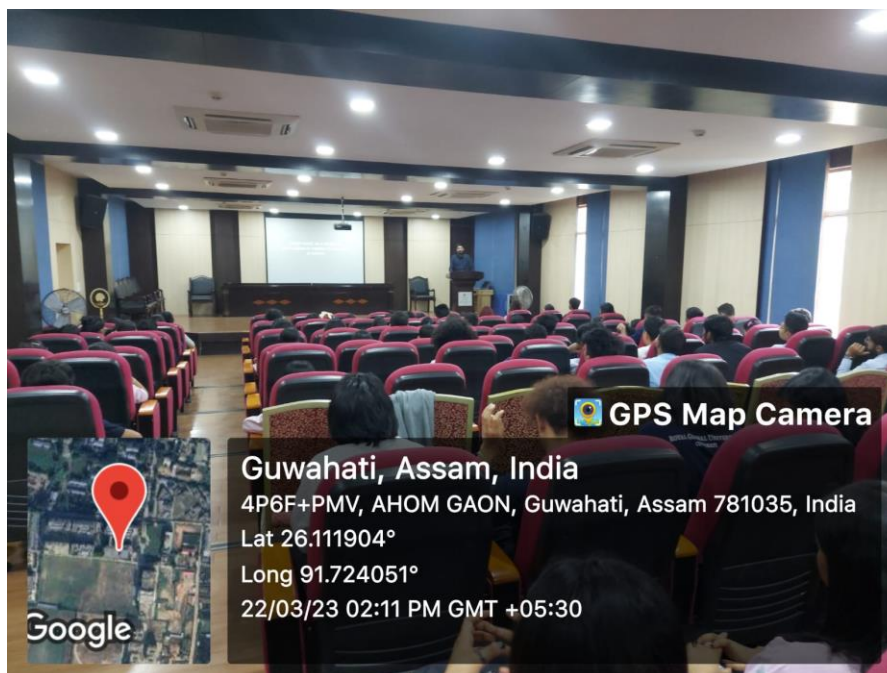 GPS Map Camera
Guwahati, Assam, India
4P6F+PMV, AHOM GAON, Guwahati, Assam 781035, India
Lat 26.111904°
Long 91.724051°
22/03/23 02:11 PM GMT +05:30
Google